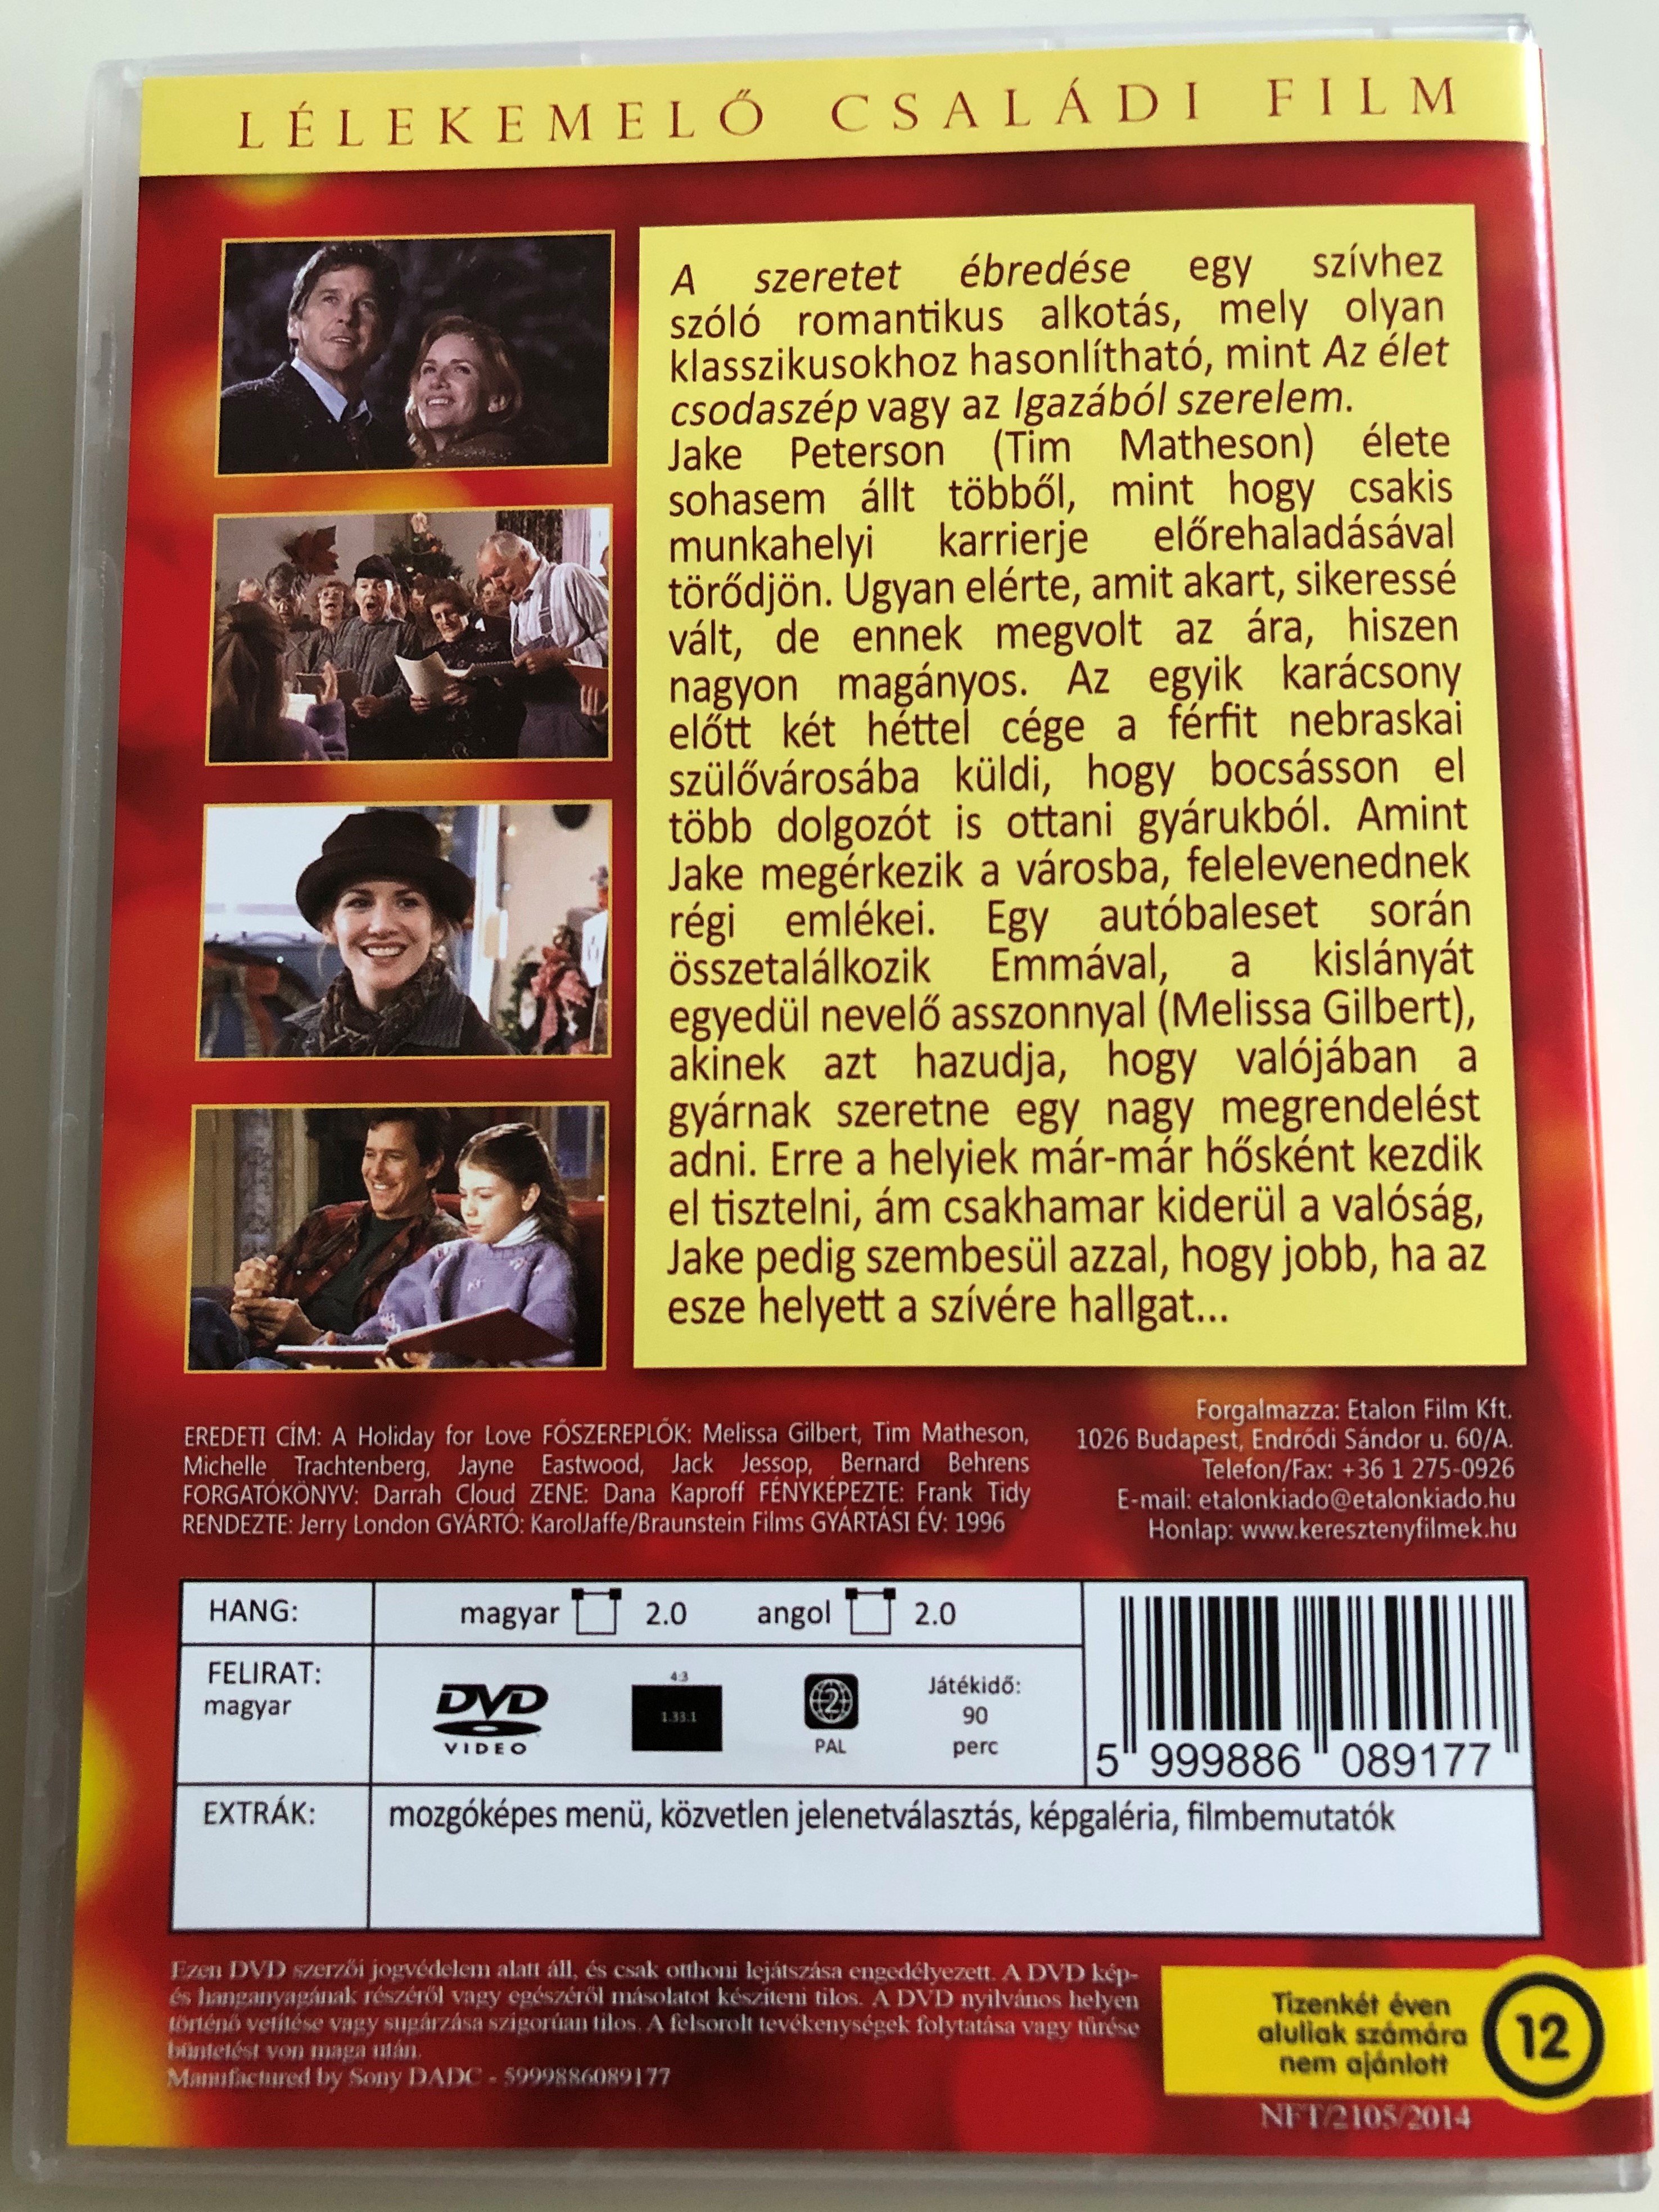 LÉLEKEMELŐ CSALÁDI FILM
A szeretet ébredése egy szívhez
szóló romantikus alkotás, mely olyan
klasszikusokhoz hasonlítható, mint Az élet
csodaszép vagy az Igazából szerelem.
Jake Peterson (Tim Matheson) élete
sohasem állt többből, mint hogy csakis
munkahelyi karrierje előrehaladásával
törődjön. Ugyan elérte, amit akart, sikeressé
vált, de ennek megvolt az ára, hiszen
nagyon magányos. Az egyik karácsony
előtt két héttel cége a férfit nebraskai
szülővárosába küldi, hogy bocsásson el
több dolgozót is ottani gyárukból. Amint
Jake megérkezik a városba, felelevenednek
régi emlékei. Egy autóbaleset során
összetalálkozik Emmával, a kislányát
egyedül nevelő asszonnyal (Melissa Gilbert),
akinek azt hazudja, hogy valójában a
gyárnak szeretne egy nagy megrendelést
adni. Erre a helyiek már-már hősként kezdik
el tisztelni, ám csakhamar kiderül a valóság,
Jake pedig szembesül azzal, hogy jobb, ha az
esze helyett a szívére hallgat...
EREDETI CÍM: A Holiday for Love FŐSZEREPLŐK: Melissa Gilbert, Tim Matheson,
Michelle Trachtenberg, Jayne Eastwood, Jack Jessop, Bernard Behrens
FORGATÓKÖNYV: Darrah Cloud ZENE: Dana Kaproff FÉNYKÉPEZTE: Frank Tidy
RENDEZTE: Jerry London GYÁRTÓ: KarolJaffe/Braunstein Films GYÁRTÁSI ÉV: 1996
Forgalmazza: Etalon Film Kft.
1026 Budapest, Endrődi Sándor u. 60/A.
Telefon/Fax: +36 1 275-0926
E-mail: etalonkiado@etalonkiado.hu
Honlap: www.keresztenyfilmek.hu
HANG: magyar 2.0 angol 2.0
FELIRAT:
magyar
DVD
VIDEO
4:3
1.33:1
2
PAL
Játékidő:
90
perc
5 999886 089177
EXTRÁK: mozgóképes menü, közvetlen jelenetválasztás, képgaléria, filmbemutatók
Ezen DVD szerzői jogvédelem alatt áll, és csak otthoni lejátszása engedélyezett. A DVD kép-
és hanganyagának részéről vagy egészéről másolatot készíteni tilos. A DVD nyilvános helyen
történő vetítése vagy sugárzása szigorúan tilos. A felsorolt tevékenységek folytatása vagy tűrése
büntetést von maga után.
Manufactured by Sony DADC - 5999886089177
Tizenkét éven
aluliak számára
nem ajánlott
12
NFT/2105/2014